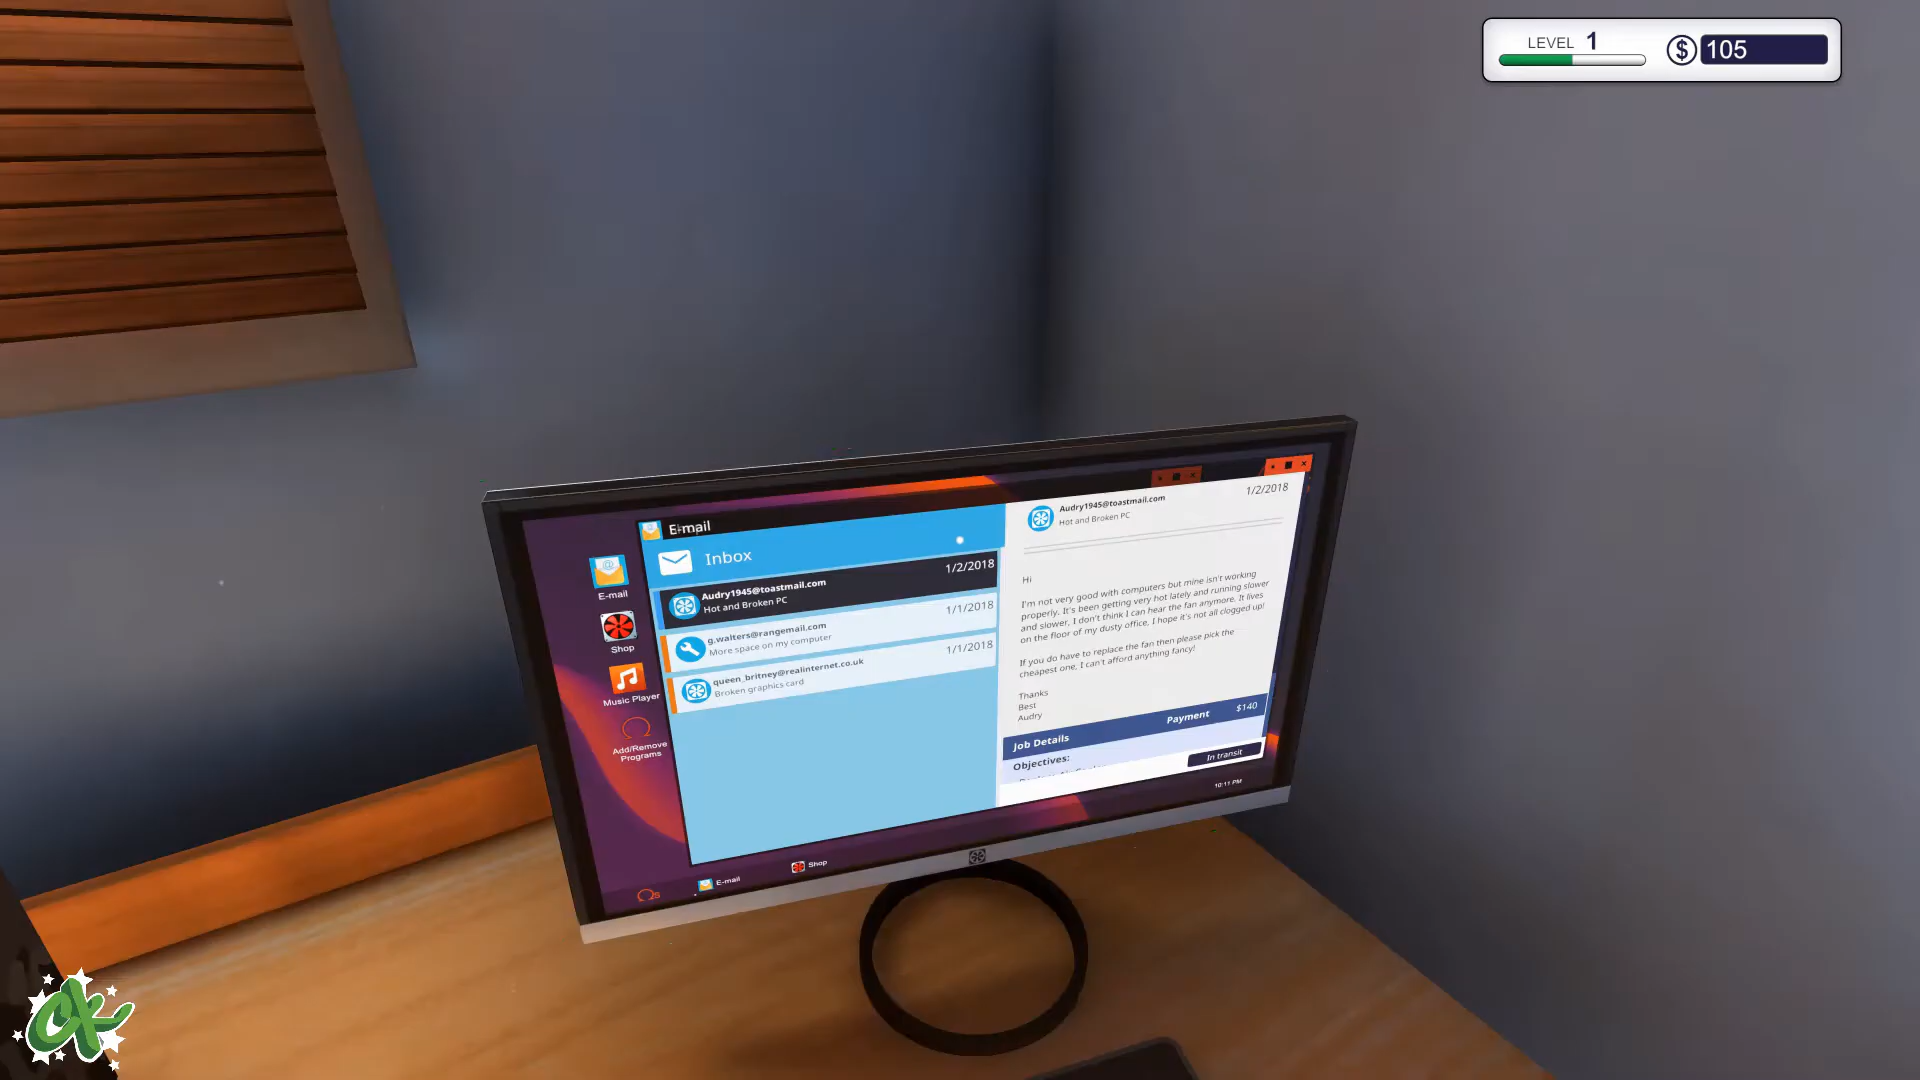 LEVEL 1
$ 105
E-mail
Inbox
Audry1945@toastmail.com
Hot and Broken PC
1/2/2018
g.walters@rangemail.com
More space on my computer
1/1/2018
queen_britney@realinternet.co.uk
Broken graphics card
1/1/2018
E-mail
Shop
Music Player
Add/Remove
Programs
Audry1945@toastmail.com
Hot and Broken PC
1/2/2018
Hi
I'm not very good with computers but mine isn't working
properly. It's been getting very hot lately and running slower
and slower, I don't think I can hear the fan anymore. It lives
on the floor of my dusty office, I hope it's not all clogged up!
If you do have to replace the fan then please pick the
cheapest one, I can't afford anything fancy!
Thanks
Best
Audry
Job Details
Payment $140
Objectives:
In transit
10:11 PM
E-mail
Shop